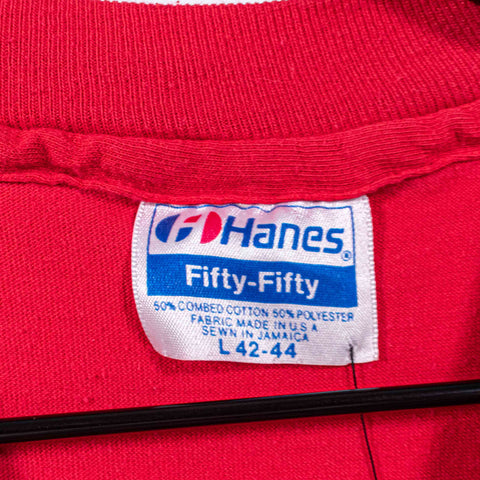 Hanes®
Fifty-Fifty
50% COMBED COTTON 50% POLYESTER
FABRIC MADE IN U.S.A
SEWN IN JAMAICA
L 42-44